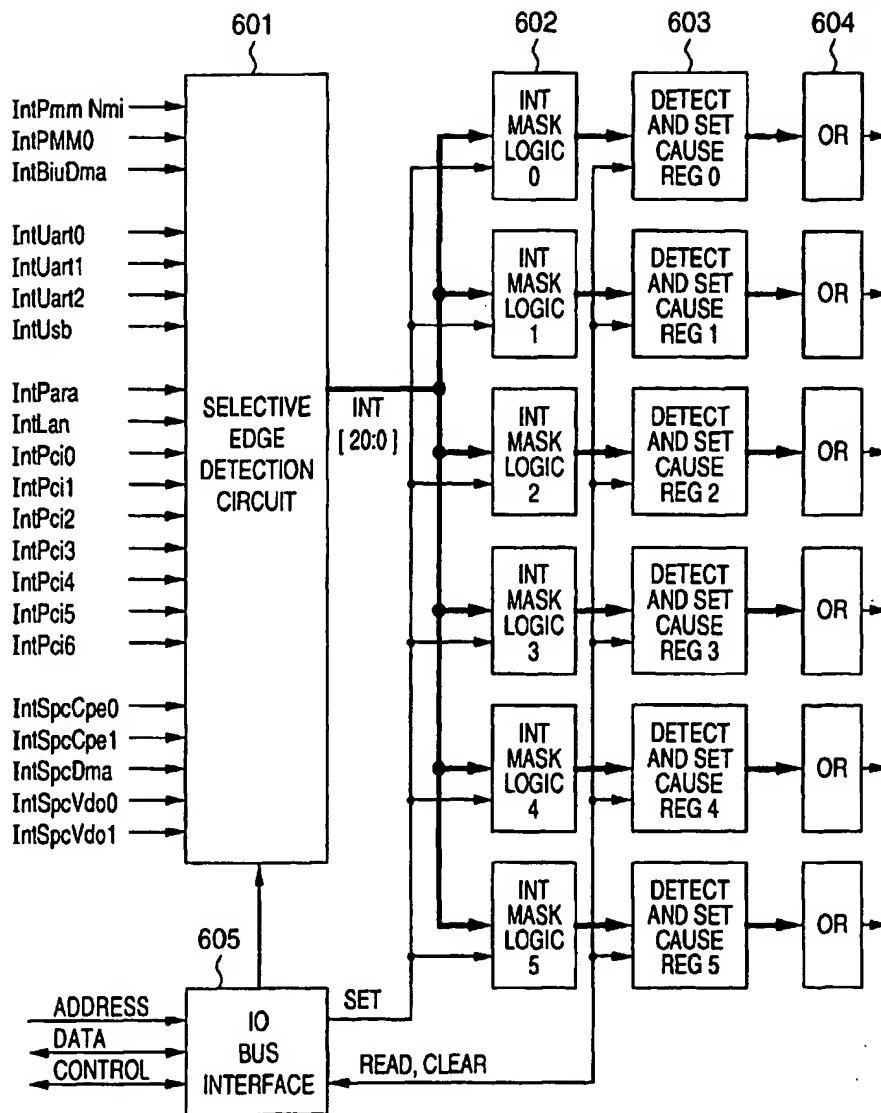 601
602
603
604
IntPmm Nmi
IntPMM0
IntBiuDma
IntUart0
IntUart1
IntUart2
IntUsb
IntPara
IntLan
IntPci0
IntPci1
IntPci2
IntPci3
IntPci4
IntPci5
IntPci6
IntSpcCpe0
IntSpcCpe1
IntSpcDma
IntSpcVdo0
IntSpcVdo1
SELECTIVE
EDGE
DETECTION
CIRCUIT
INT
[ 20:0 ]
INT
MASK
LOGIC
0
DETECT
AND SET
CAUSE
REG 0
OR
INT
MASK
LOGIC
1
DETECT
AND SET
CAUSE
REG 1
OR
INT
MASK
LOGIC
2
DETECT
AND SET
CAUSE
REG 2
OR
INT
MASK
LOGIC
3
DETECT
AND SET
CAUSE
REG 3
OR
INT
MASK
LOGIC
4
DETECT
AND SET
CAUSE
REG 4
OR
INT
MASK
LOGIC
5
DETECT
AND SET
CAUSE
REG 5
OR
605
ADDRESS
DATA
CONTROL
IO
BUS
INTERFACE
SET
READ, CLEAR